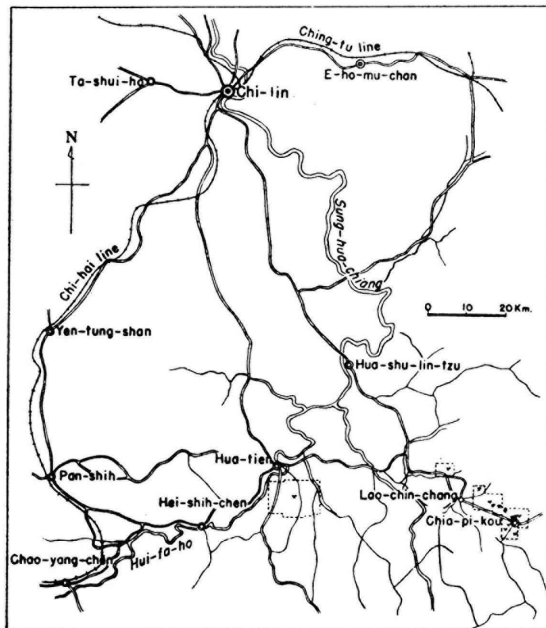 Ching-tu line
E-ho-mu-chan
Ta-shui-ho
Chi-lin
N
Sung-hua-chiang
Chi-hai line
0 10 20 Km.
Yen-tung-shan
Hua-shu-lin-tzu
Hua-tien
Pan-shih
Lao-chin-chang
Hei-shih-chen
Chia-pi-kou
Chao-yang-chen
Hui-fa-ho